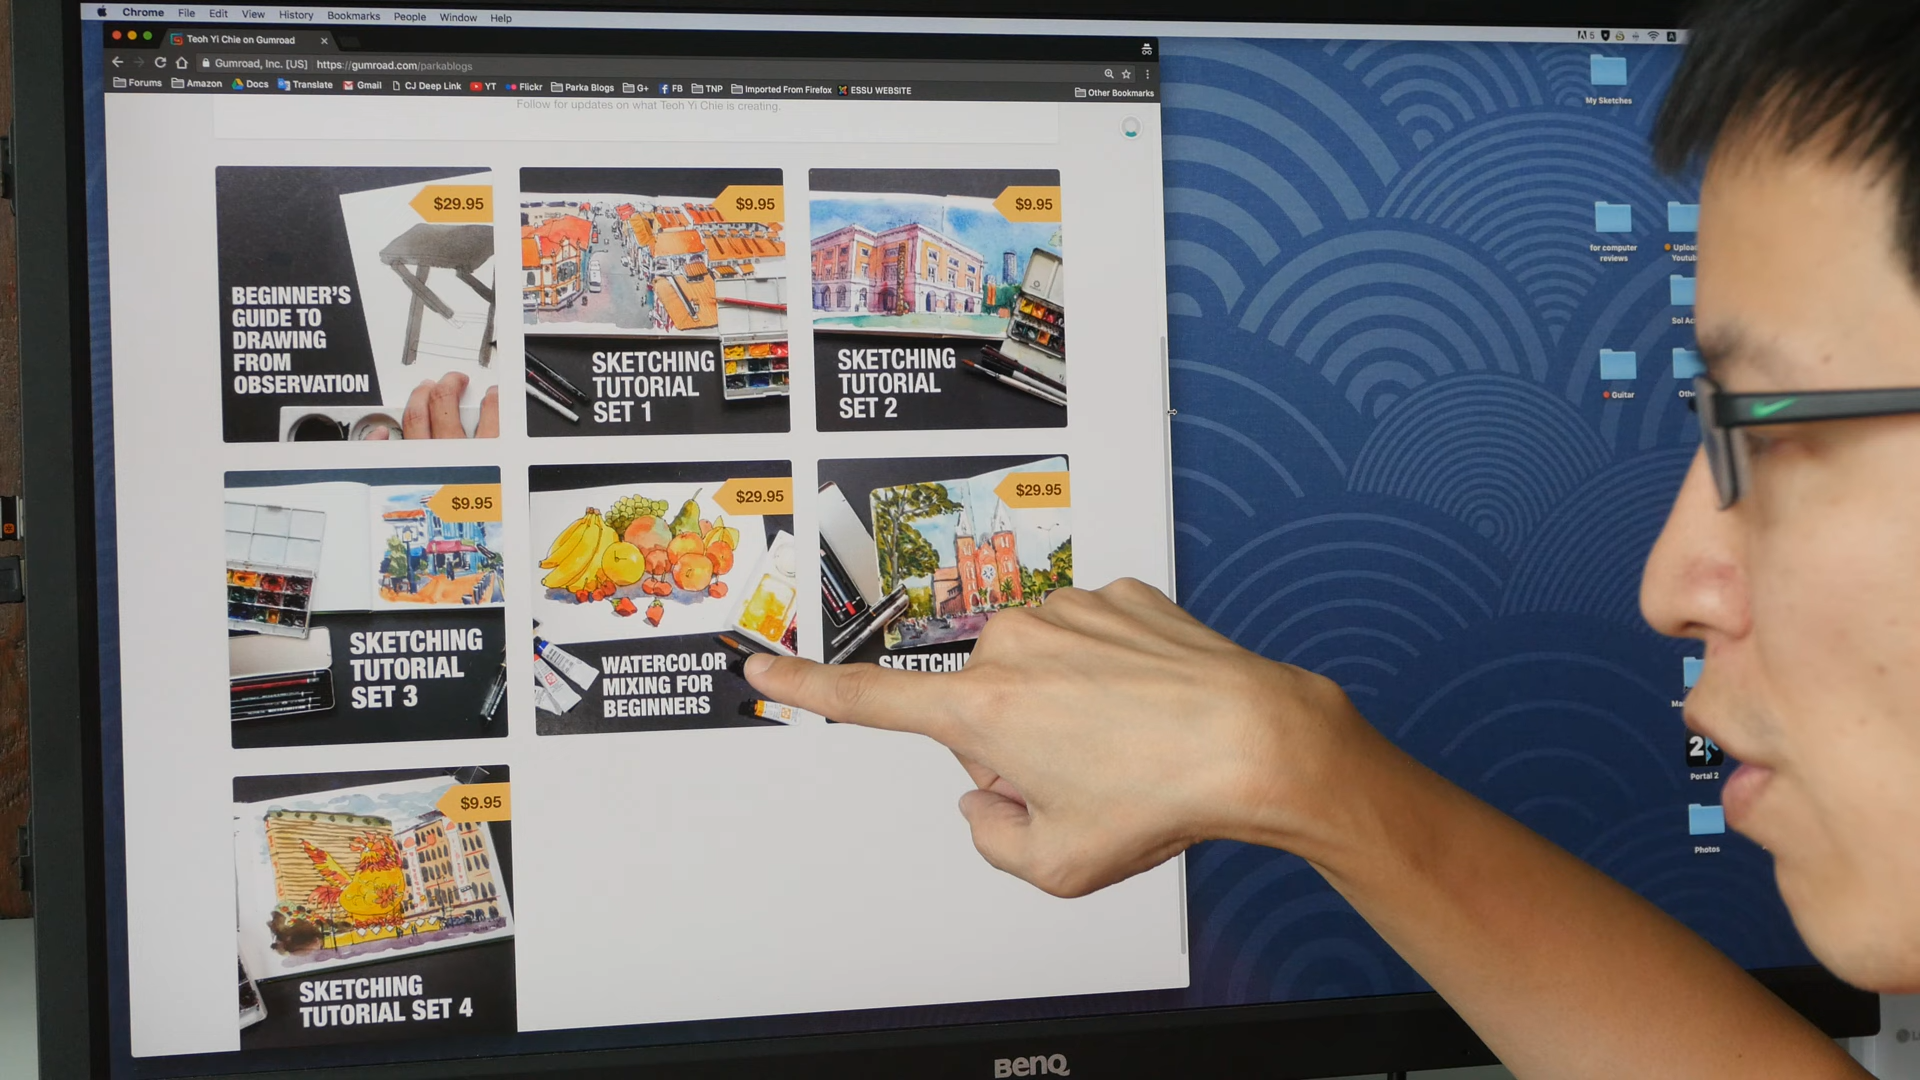 Chrome File Edit View History Bookmarks People Window Help
5
Teoh Yi Chie on Gumroad
Gumroad, Inc. [US] https://gumroad.com/parkablogs
Forums Amazon Docs Translate Gmail CJ Deep Link YT Flickr Parka Blogs G+ FB TNP Imported From Firefox ESSU WEBSITE Other Bookmarks
Follow for updates on what Teoh Yi Chie is creating.
My Sketches
for computer
reviews
Guitar
Portal 2
Photos
$29.95
BEGINNER'S
GUIDE TO
DRAWING
FROM
OBSERVATION
$9.95
SKETCHING
TUTORIAL
SET 1
$9.95
SKETCHING
TUTORIAL
SET 2
$9.95
SKETCHING
TUTORIAL
SET 3
$29.95
WATERCOLOR
MIXING FOR
BEGINNERS
$29.95
$9.95
SKETCHING
TUTORIAL SET 4
BenQ